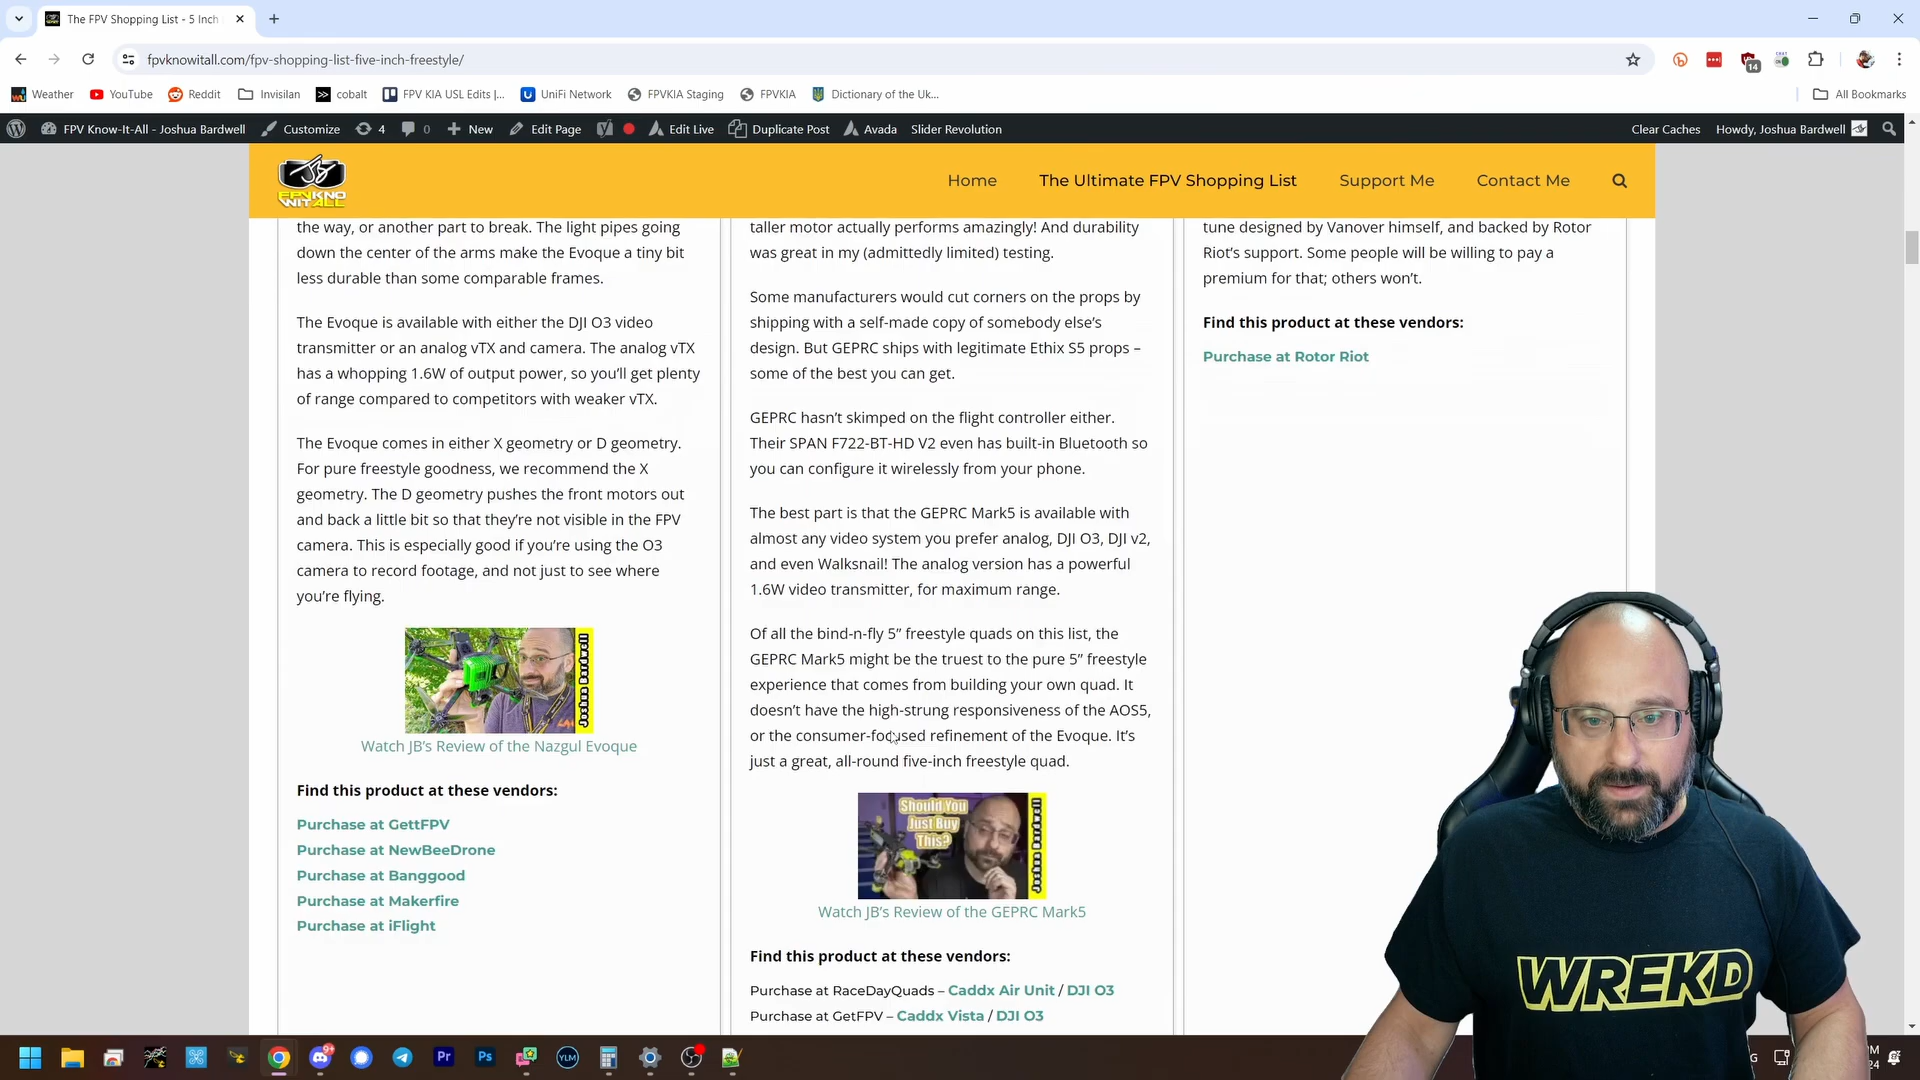 The FPV Shopping List - 5 Inch
fpvknowitall.com/fpv-shopping-list-five-inch-freestyle/
14
Weather
YouTube
Reddit
Invisilan
cobalt
FPV KIA USL Edits |...
UniFi Network
FPVKIA Staging
FPVKIA
Dictionary of the Uk...
All Bookmarks
FPV Know-It-All - Joshua Bardwell
Customize
4
0
New
Edit Page
Edit Live
Duplicate Post
Avada
Slider Revolution
Clear Caches
Howdy, Joshua Bardwell
JB
FPVKNO
WITALL
Home
The Ultimate FPV Shopping List
Support Me
Contact Me
the way, or another part to break. The light pipes going
down the center of the arms make the Evoque a tiny bit
less durable than some comparable frames.
The Evoque is available with either the DJI O3 video
transmitter or an analog vTX and camera. The analog vTX
has a whopping 1.6W of output power, so you'll get plenty
of range compared to competitors with weaker vTX.
The Evoque comes in either X geometry or D geometry.
For pure freestyle goodness, we recommend the X
geometry. The D geometry pushes the front motors out
and back a little bit so that they're not visible in the FPV
camera. This is especially good if you're using the O3
camera to record footage, and not just to see where
you're flying.
Joshua Bardwell
Watch JB's Review of the Nazgul Evoque
Find this product at these vendors:
Purchase at GettFPV
Purchase at NewBeeDrone
Purchase at Banggood
Purchase at Makerfire
Purchase at iFlight
taller motor actually performs amazingly! And durability
was great in my (admittedly limited) testing.
Some manufacturers would cut corners on the props by
shipping with a self-made copy of somebody else's
design. But GEPRC ships with legitimate Ethix S5 props –
some of the best you can get.
GEPRC hasn't skimped on the flight controller either.
Their SPAN F722-BT-HD V2 even has built-in Bluetooth so
you can configure it wirelessly from your phone.
The best part is that the GEPRC Mark5 is available with
almost any video system you prefer analog, DJI O3, DJI v2,
and even Walksnail! The analog version has a powerful
1.6W video transmitter, for maximum range.
Of all the bind-n-fly 5" freestyle quads on this list, the
GEPRC Mark5 might be the truest to the pure 5" freestyle
experience that comes from building your own quad. It
doesn't have the high-strung responsiveness of the AOS5,
or the consumer-focused refinement of the Evoque. It's
just a great, all-round five-inch freestyle quad.
Should You
Just Buy
This?
Joshua Bardwell
Watch JB's Review of the GEPRC Mark5
Find this product at these vendors:
Purchase at RaceDayQuads – Caddx Air Unit / DJI O3
Purchase at GetFPV – Caddx Vista / DJI O3
tune designed by Vanover himself, and backed by Rotor
Riot's support. Some people will be willing to pay a
premium for that; others won't.
Find this product at these vendors:
Purchase at Rotor Riot
WREKD
Pr
Ps
YLM